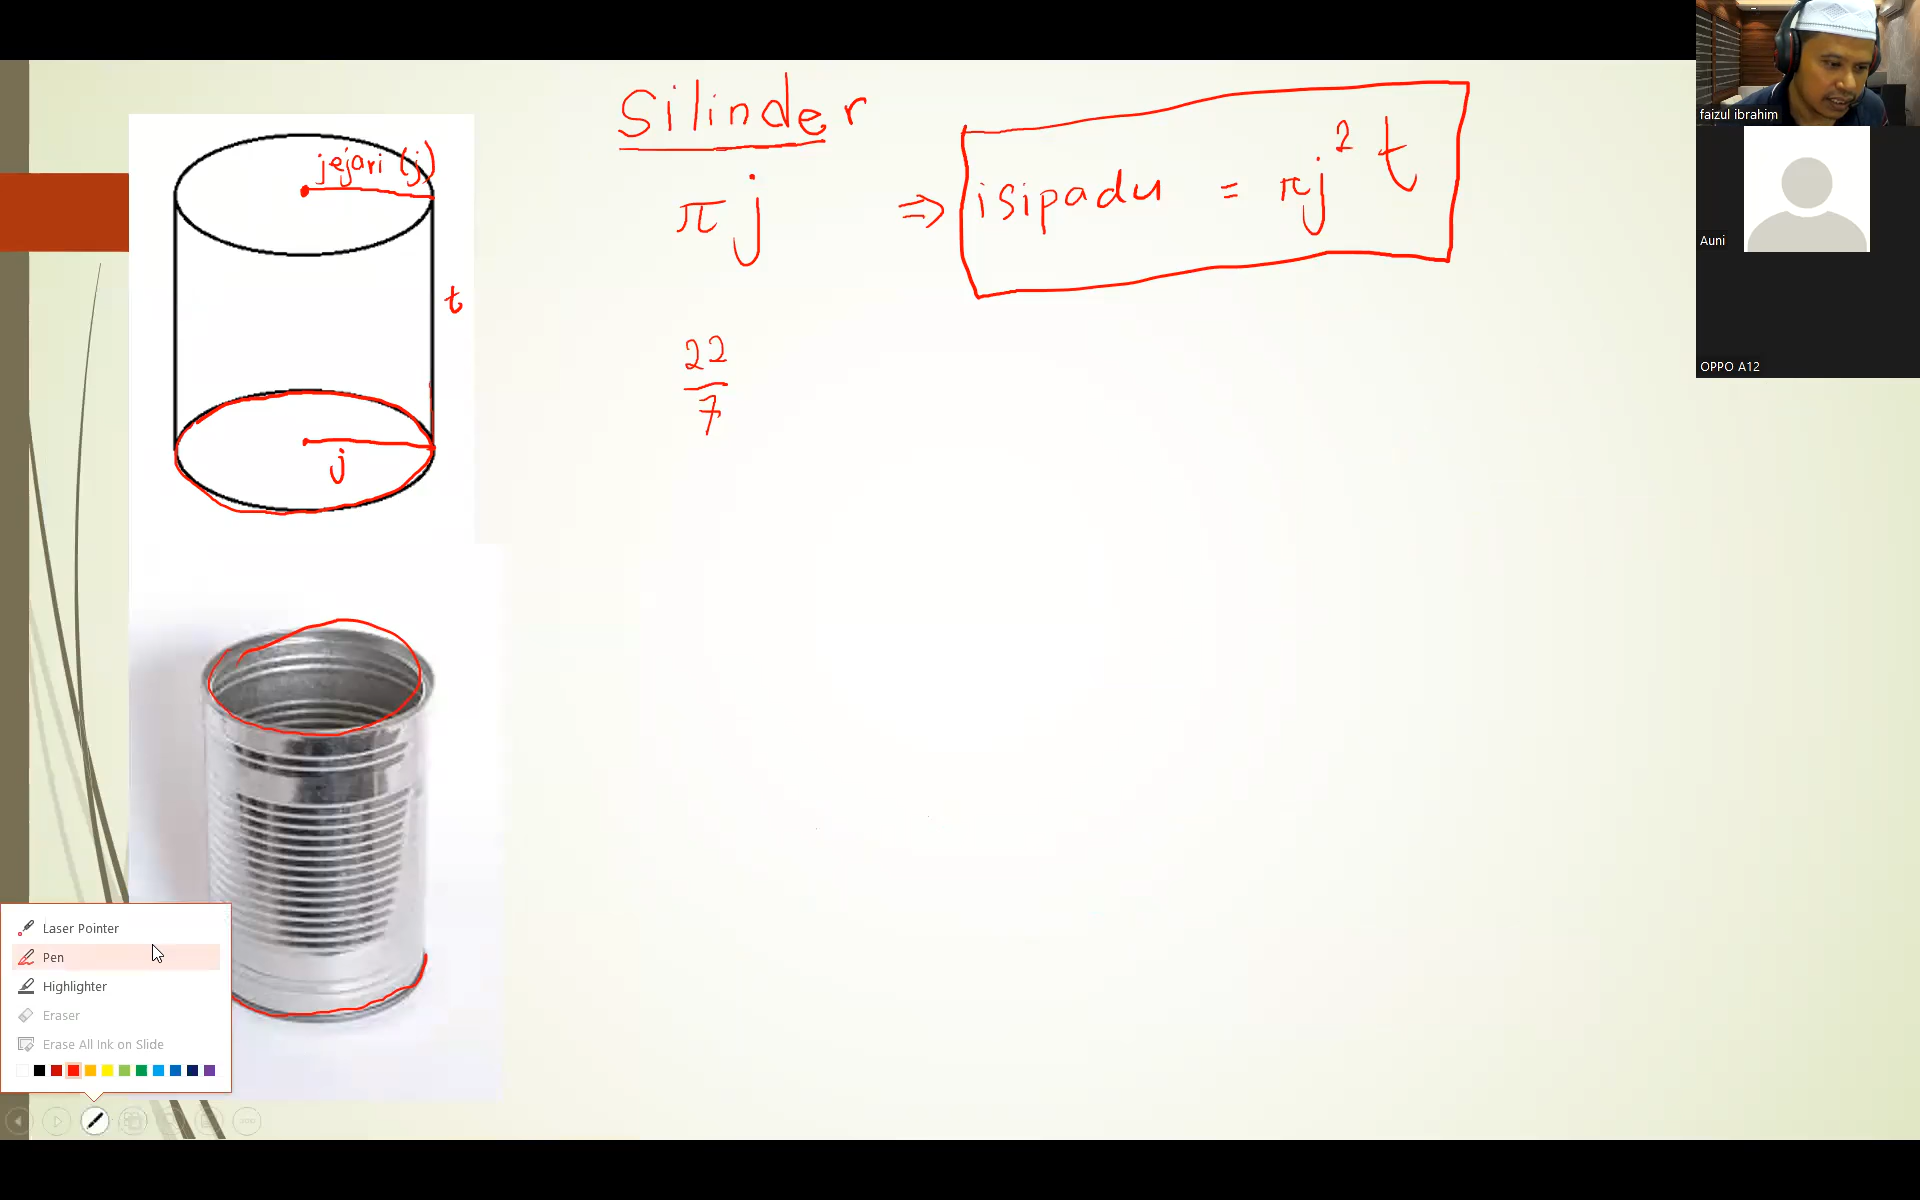 Silinder
jejari (j)
π j ⇒ isipadu = πj² t
t
22
7
j
Laser Pointer
Pen
Highlighter
Eraser
Erase All Ink on Slide
faizul ibrahim
Auni
OPPO A12